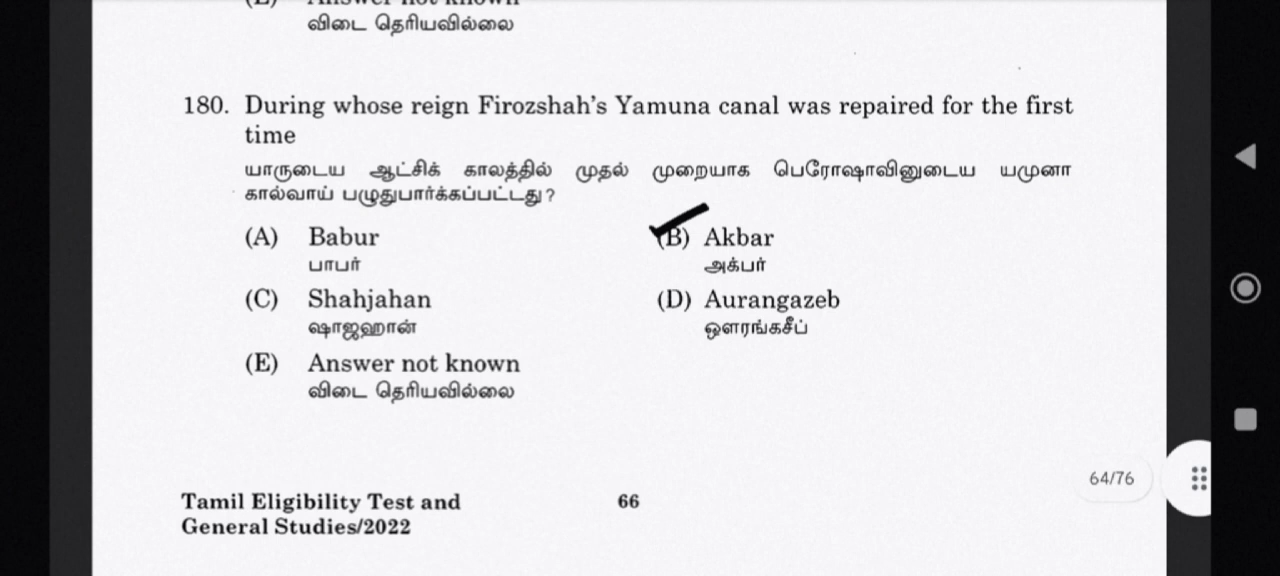 விடை தெரியவில்லை
180. During whose reign Firozshah's Yamuna canal was repaired for the first
time
யாருடைய ஆட்சிக் காலத்தில் முதல் முறையாக பெரோஷாவினுடைய யமுனா
கால்வாய் பழுதுபார்க்கப்பட்டது?
(A) Babur
பாபர்
(B) Akbar
அக்பர்
(C) Shahjahan
ஷாஜஹான்
(D) Aurangazeb
ஔரங்கசீப்
(E) Answer not known
விடை தெரியவில்லை
64/76
Tamil Eligibility Test and
General Studies/2022
66